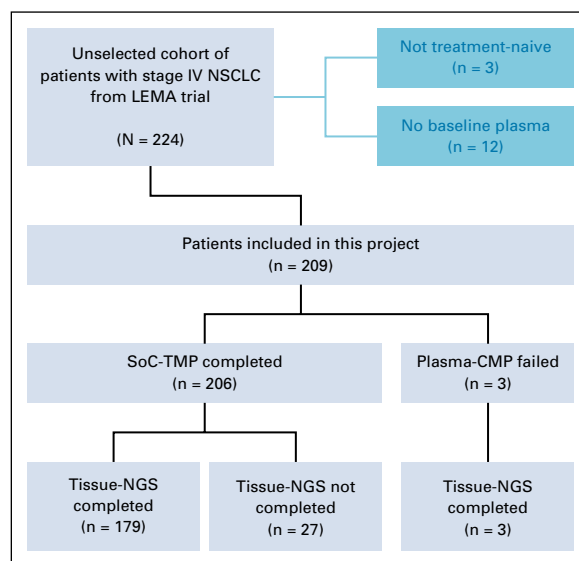 Unselected cohort of
patients with stage IV NSCLC
from LEMA trial
(N = 224)
Not treatment-naive
(n = 3)
No baseline plasma
(n = 12)
Patients included in this project
(n = 209)
SoC-TMP completed
(n = 206)
Plasma-CMP failed
(n = 3)
Tissue-NGS
completed
(n = 179)
Tissue-NGS not
completed
(n = 27)
Tissue-NGS
completed
(n = 3)